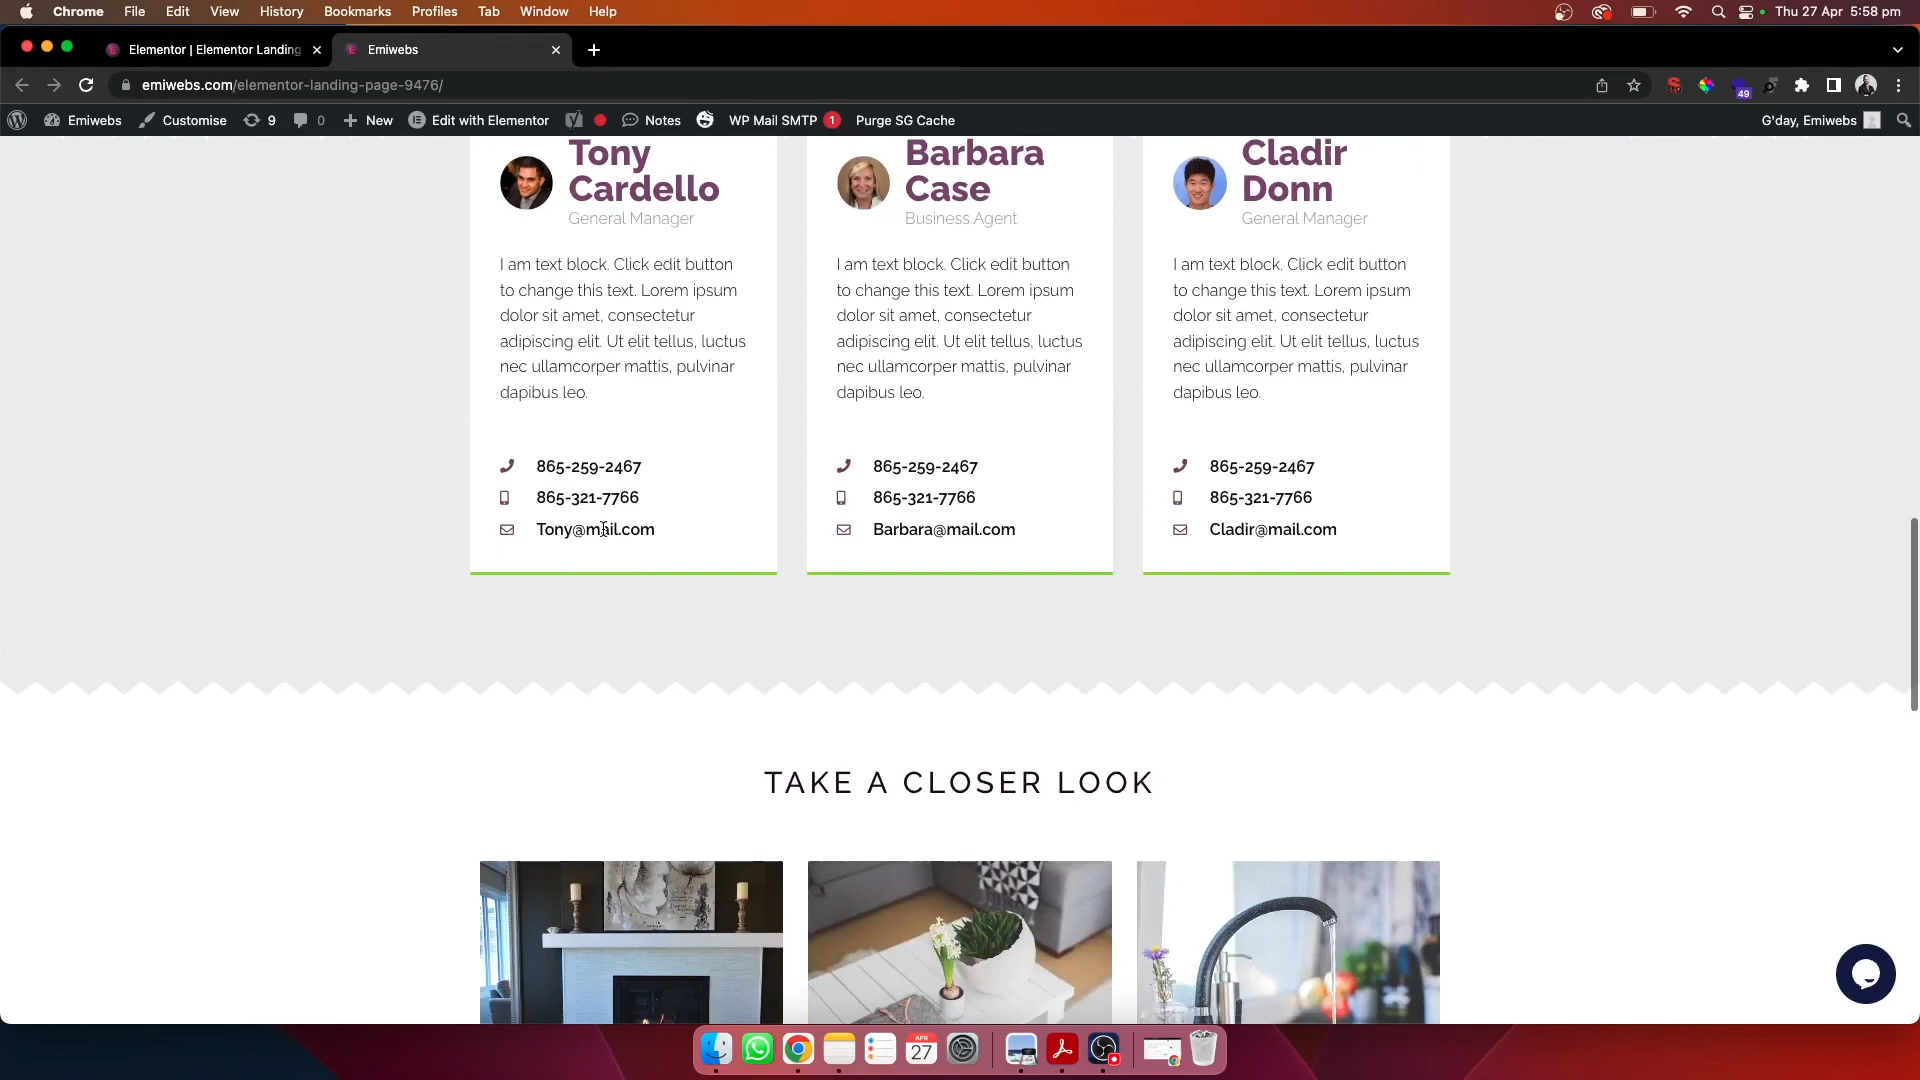 Chrome File Edit View History Bookmarks Profiles Tab Window Help Thu 27 Apr 5:58 pm
Elementor | Elementor Landing Emiwebs
emiwebs.com/elementor-landing-page-9476/ 49
Emiwebs Customise 9 0 New Edit with Elementor Notes WP Mail SMTP 1 Purge SG Cache G'day, Emiwebs
Tony
Cardello
General Manager
I am text block. Click edit button
to change this text. Lorem ipsum
dolor sit amet, consectetur
adipiscing elit. Ut elit tellus, luctus
nec ullamcorper mattis, pulvinar
dapibus leo.
865-259-2467
865-321-7766
Tony@mail.com
Barbara
Case
Business Agent
I am text block. Click edit button
to change this text. Lorem ipsum
dolor sit amet, consectetur
adipiscing elit. Ut elit tellus, luctus
nec ullamcorper mattis, pulvinar
dapibus leo.
865-259-2467
865-321-7766
Barbara@mail.com
Cladir
Donn
General Manager
I am text block. Click edit button
to change this text. Lorem ipsum
dolor sit amet, consectetur
adipiscing elit. Ut elit tellus, luctus
nec ullamcorper mattis, pulvinar
dapibus leo.
865-259-2467
865-321-7766
Cladir@mail.com
TAKE A CLOSER LOOK
APR
27